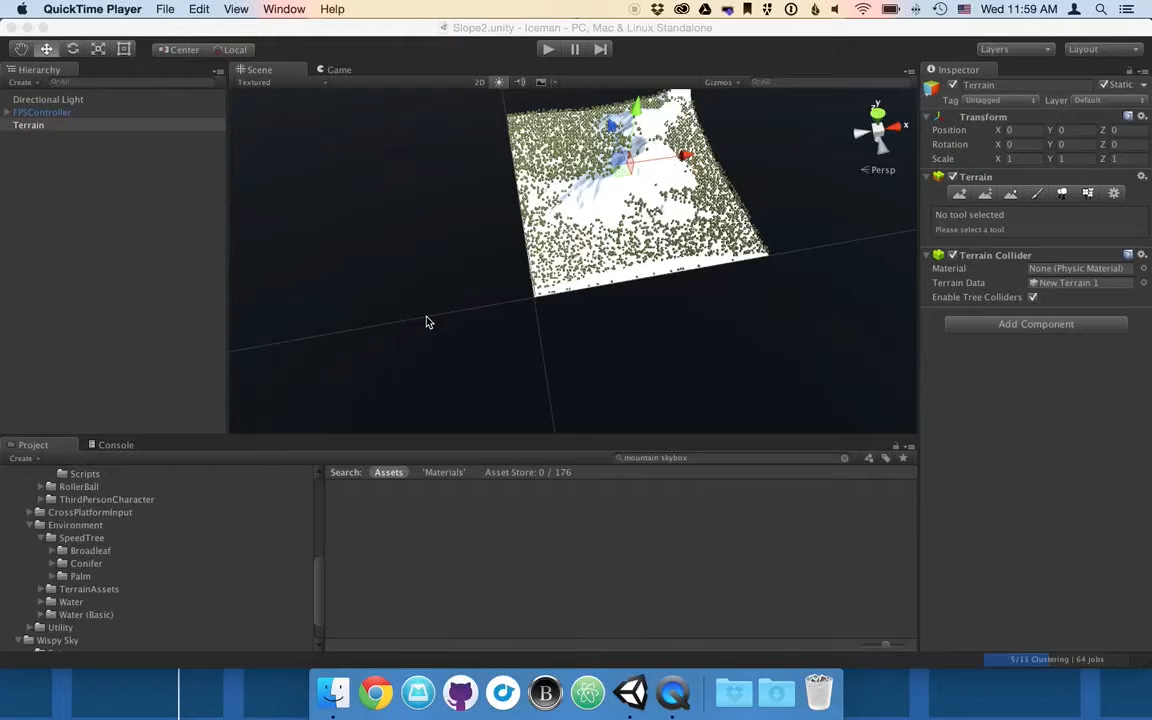 QuickTime Player File Edit View Window Help Wed 11:59 AM
Slope2.unity - Iceman - PC, Mac & Linux Standalone
Center Local Layers Layout
Hierarchy Scene Game Inspector
Create All Textured 2D Gizmos All
Terrain Static
Tag Untagged Layer Default
Directional Light
FPSController
Terrain
Transform
Position X 0 Y 0 Z 0
Rotation X 0 Y 0 Z 0
Scale X 1 Y 1 Z 1
y
x
Persp
Terrain
No tool selected
Please select a tool
Terrain Collider
Material None (Physic Material)
Terrain Data New Terrain 1
Enable Tree Colliders
Add Component
Project Console
Create mountain skybox
Search: Assets 'Materials' Asset Store: 0 / 176
Scripts
RollerBall
ThirdPersonCharacter
CrossPlatformInput
Environment
SpeedTree
Broadleaf
Conifer
Palm
TerrainAssets
Water
Water (Basic)
Utility
Wispy Sky
5/11 Clustering | 64 jobs
B